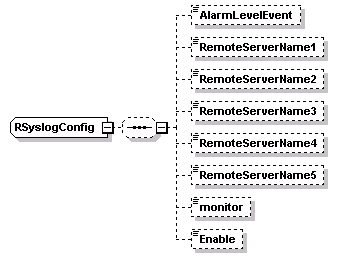 AlarmLevelEvent
RemoteServerName1
RemoteServerName2
RemoteServerName3
RSyslogConfig
RemoteServerName4
RemoteServerName5
monitor
Enable